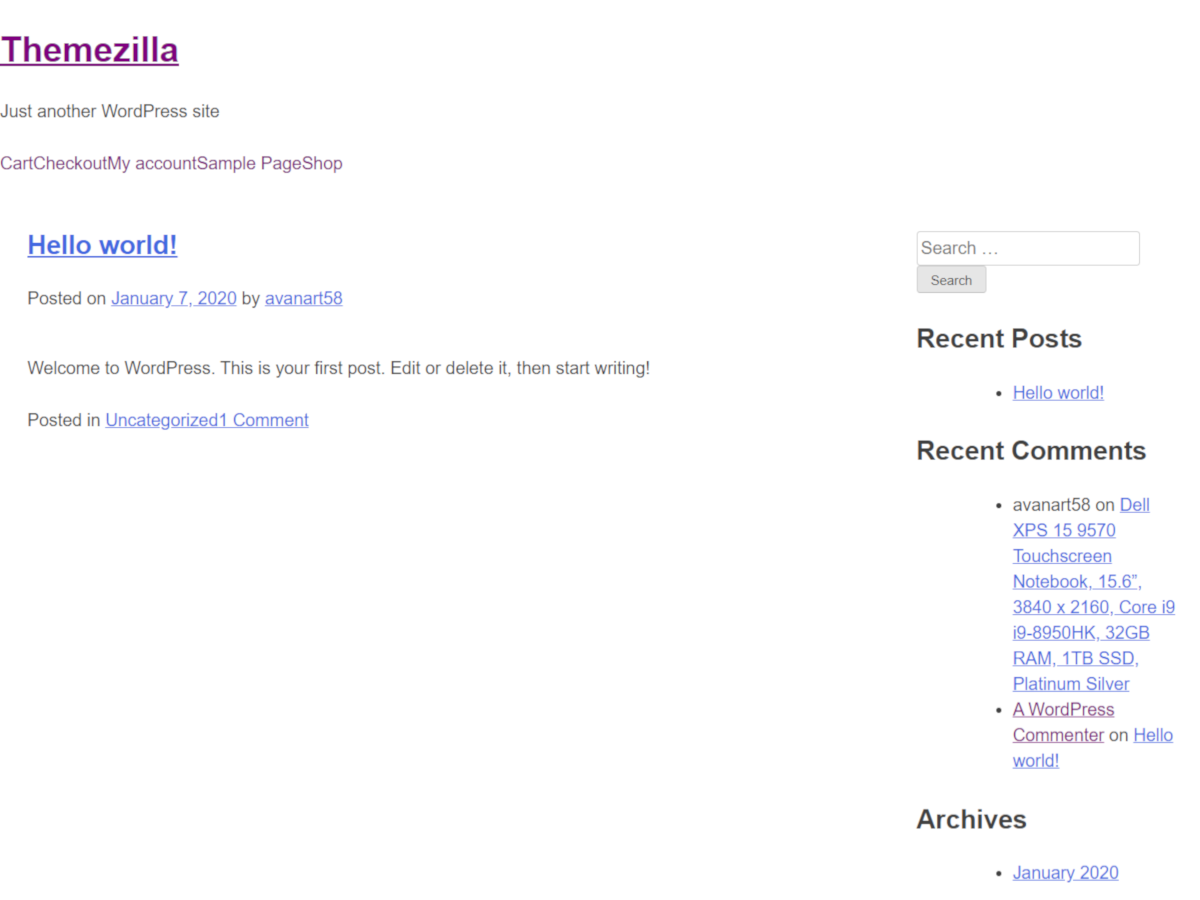 Themezilla
Just another WordPress site
CartCheckoutMy accountSample PageShop
Hello world!
Posted on January 7, 2020 by avanart58
Welcome to WordPress. This is your first post. Edit or delete it, then start writing!
Posted in Uncategorized1 Comment
Search …
Search
Recent Posts
Hello world!
Recent Comments
avanart58 on Dell
XPS 15 9570
Touchscreen
Notebook, 15.6”,
3840 x 2160, Core i9
i9-8950HK, 32GB
RAM, 1TB SSD,
Platinum Silver
A WordPress
Commenter on Hello
world!
Archives
January 2020